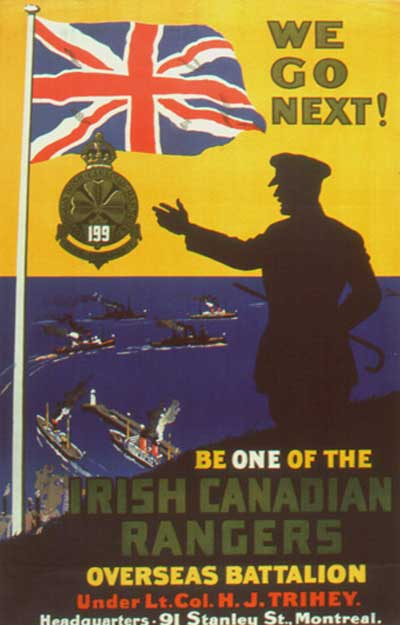 WE
GO
NEXT!
199
BE ONE OF THE
IRISH CANADIAN
RANGERS
OVERSEAS BATTALION
Under Lt. Col. H. J. TRIHEY.
Headquarters · 91 Stanley St., Montreal.